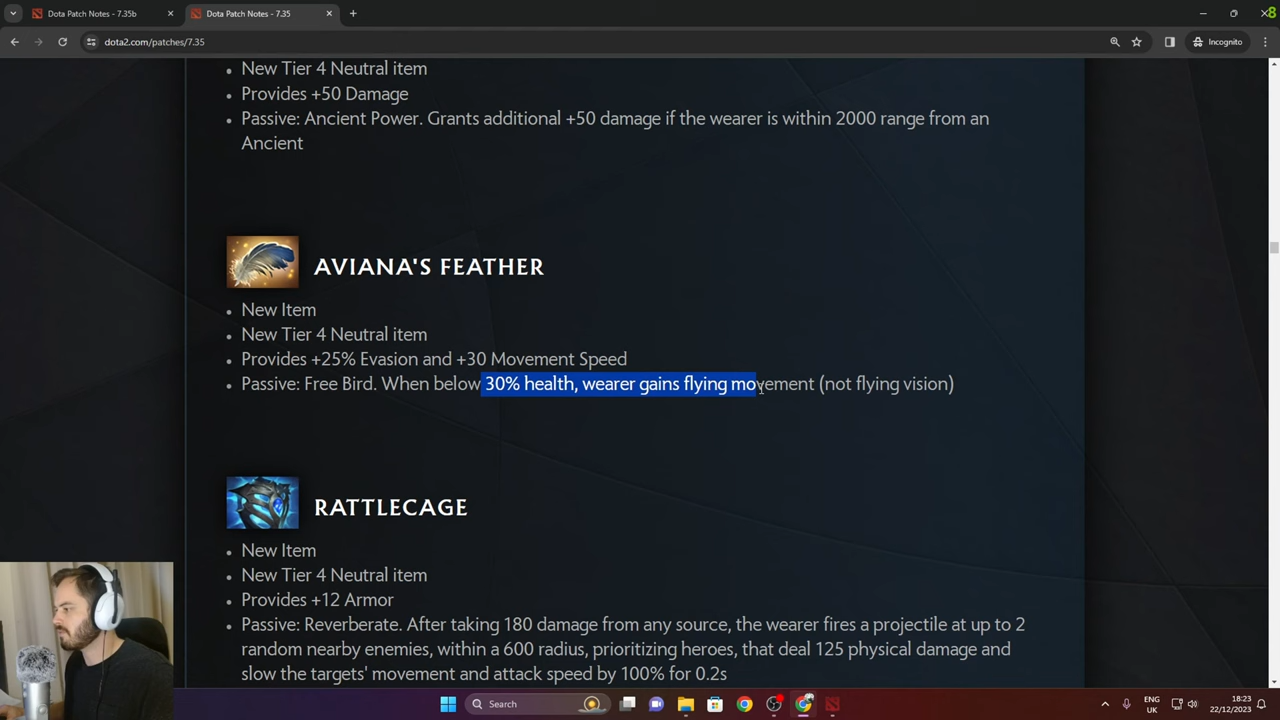 Dota Patch Notes - 7.35b
Dota Patch Notes - 7.35
8
dota2.com/patches/7.35
Incognito
New Tier 4 Neutral item
Provides +50 Damage
Passive: Ancient Power. Grants additional +50 damage if the wearer is within 2000 range from an
Ancient
AVIANA'S FEATHER
New Item
New Tier 4 Neutral item
Provides +25% Evasion and +30 Movement Speed
Passive: Free Bird. When below 30% health, wearer gains flying movement (not flying vision)
RATTLECAGE
New Item
New Tier 4 Neutral item
Provides +12 Armor
Passive: Reverberate. After taking 180 damage from any source, the wearer fires a projectile at up to 2
random nearby enemies, within a 600 radius, prioritizing heroes, that deal 125 physical damage and
slow the targets' movement and attack speed by 100% for 0.2s
Search
ENG
UK
18:23
22/12/2023